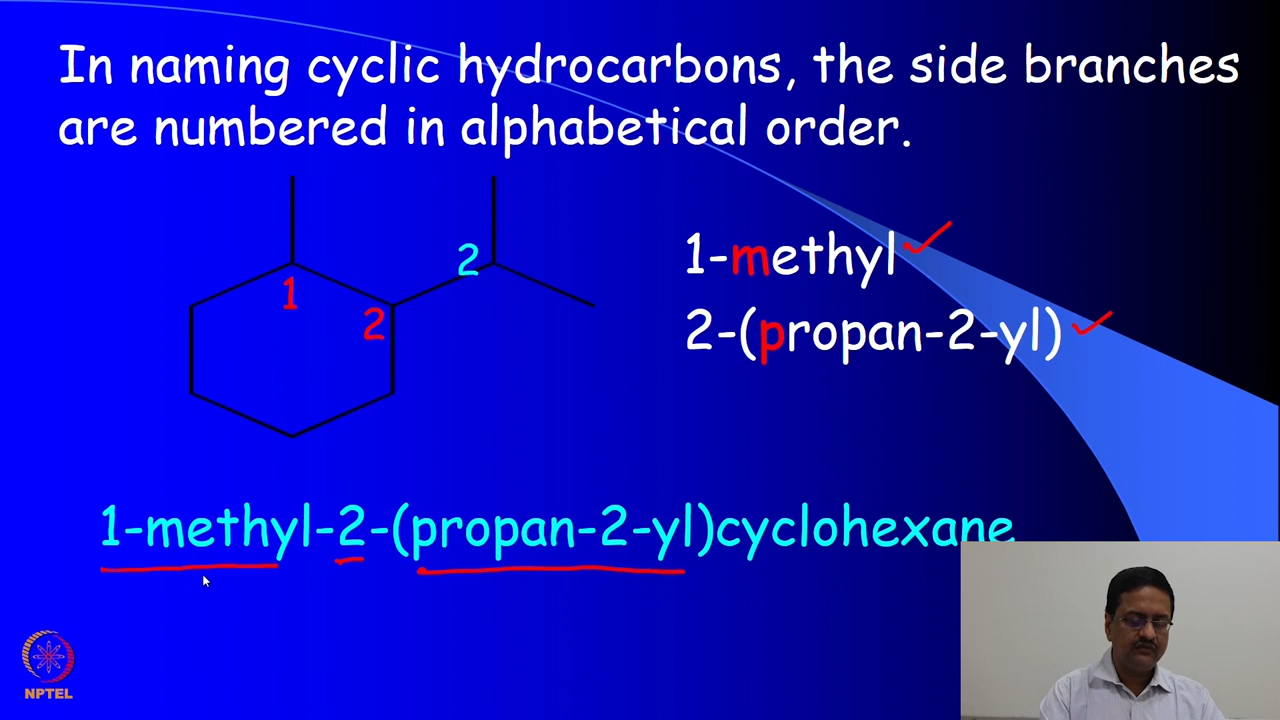 In naming cyclic hydrocarbons, the side branches
are numbered in alphabetical order.
2
1
2
1-methyl
2-(propan-2-yl)
1-methyl-2-(propan-2-yl)cyclohexane
NPTEL